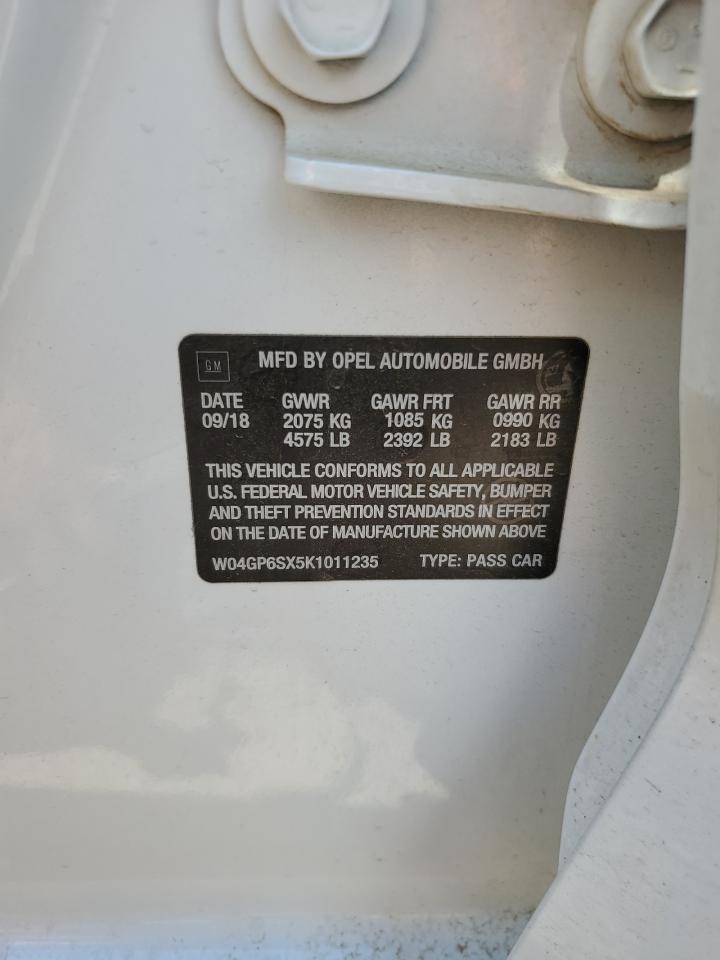 GM
MFD BY OPEL AUTOMOBILE GMBH
DATE GVWR GAWR FRT GAWR RR
09/18 2075 KG 1085 KG 0990 KG
4575 LB 2392 LB 2183 LB
THIS VEHICLE CONFORMS TO ALL APPLICABLE
U.S. FEDERAL MOTOR VEHICLE SAFETY, BUMPER
AND THEFT PREVENTION STANDARDS IN EFFECT
ON THE DATE OF MANUFACTURE SHOWN ABOVE
W04GP6SX5K1011235 TYPE: PASS CAR